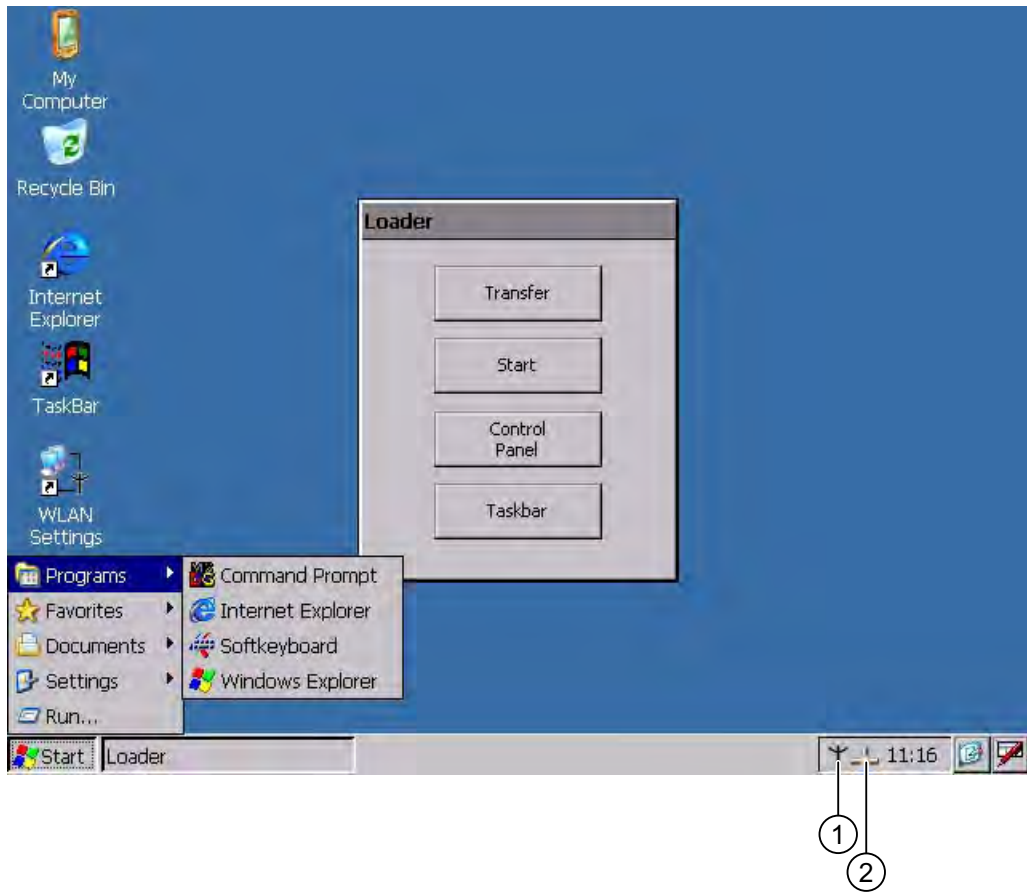 My
Computer
Recycle Bin
Internet
Explorer
TaskBar
WLAN
Settings
Loader
Transfer
Start
Control
Panel
Taskbar
Programs
Favorites
Documents
Settings
Run...
Command Prompt
Internet Explorer
Softkeyboard
Windows Explorer
Start
Loader
11:16
1
2